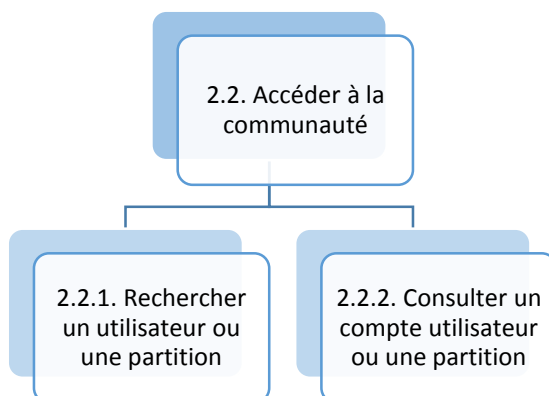 2.2. Accéder à la
communauté
2.2.1. Rechercher
un utilisateur ou
une partition
2.2.2. Consulter un
compte utilisateur
ou une partition